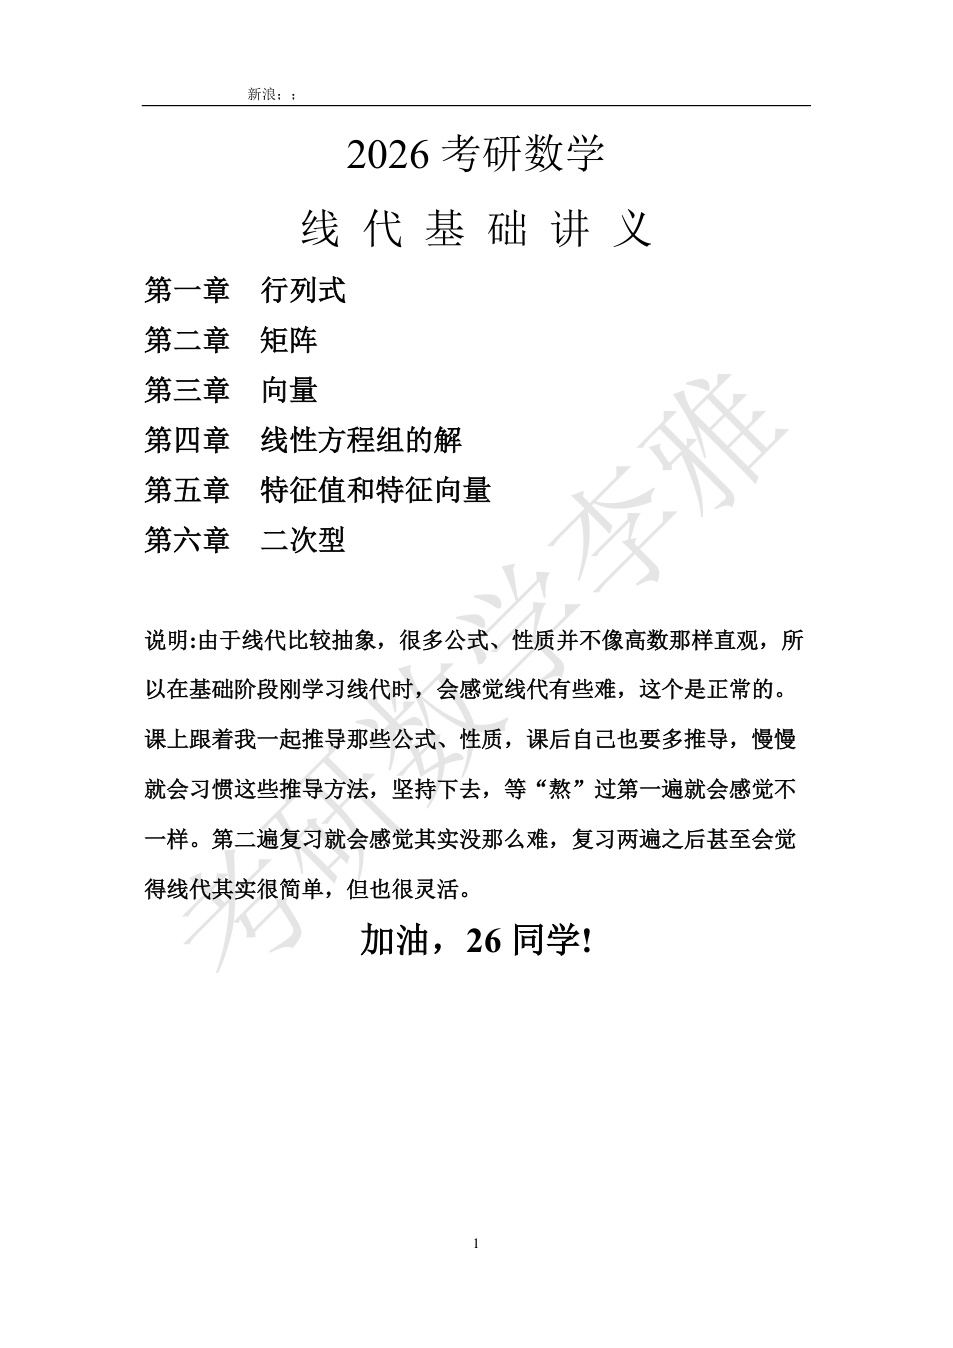 新浪：；
2026 考研数学
线 代 基 础 讲 义
第一章 行列式
第二章 矩阵
第三章 向量
第四章 线性方程组的解
第五章 特征值和特征向量
第六章 二次型
说明:由于线代比较抽象，很多公式、性质并不像高数那样直观，所
以在基础阶段刚学习线代时，会感觉线代有些难，这个是正常的。
课上跟着我一起推导那些公式、性质，课后自己也要多推导，慢慢
就会习惯这些推导方法，坚持下去，等“熬”过第一遍就会感觉不
一样。第二遍复习就会感觉其实没那么难，复习两遍之后甚至会觉
得线代其实很简单，但也很灵活。
加油，26 同学!
考研数学李雅
1